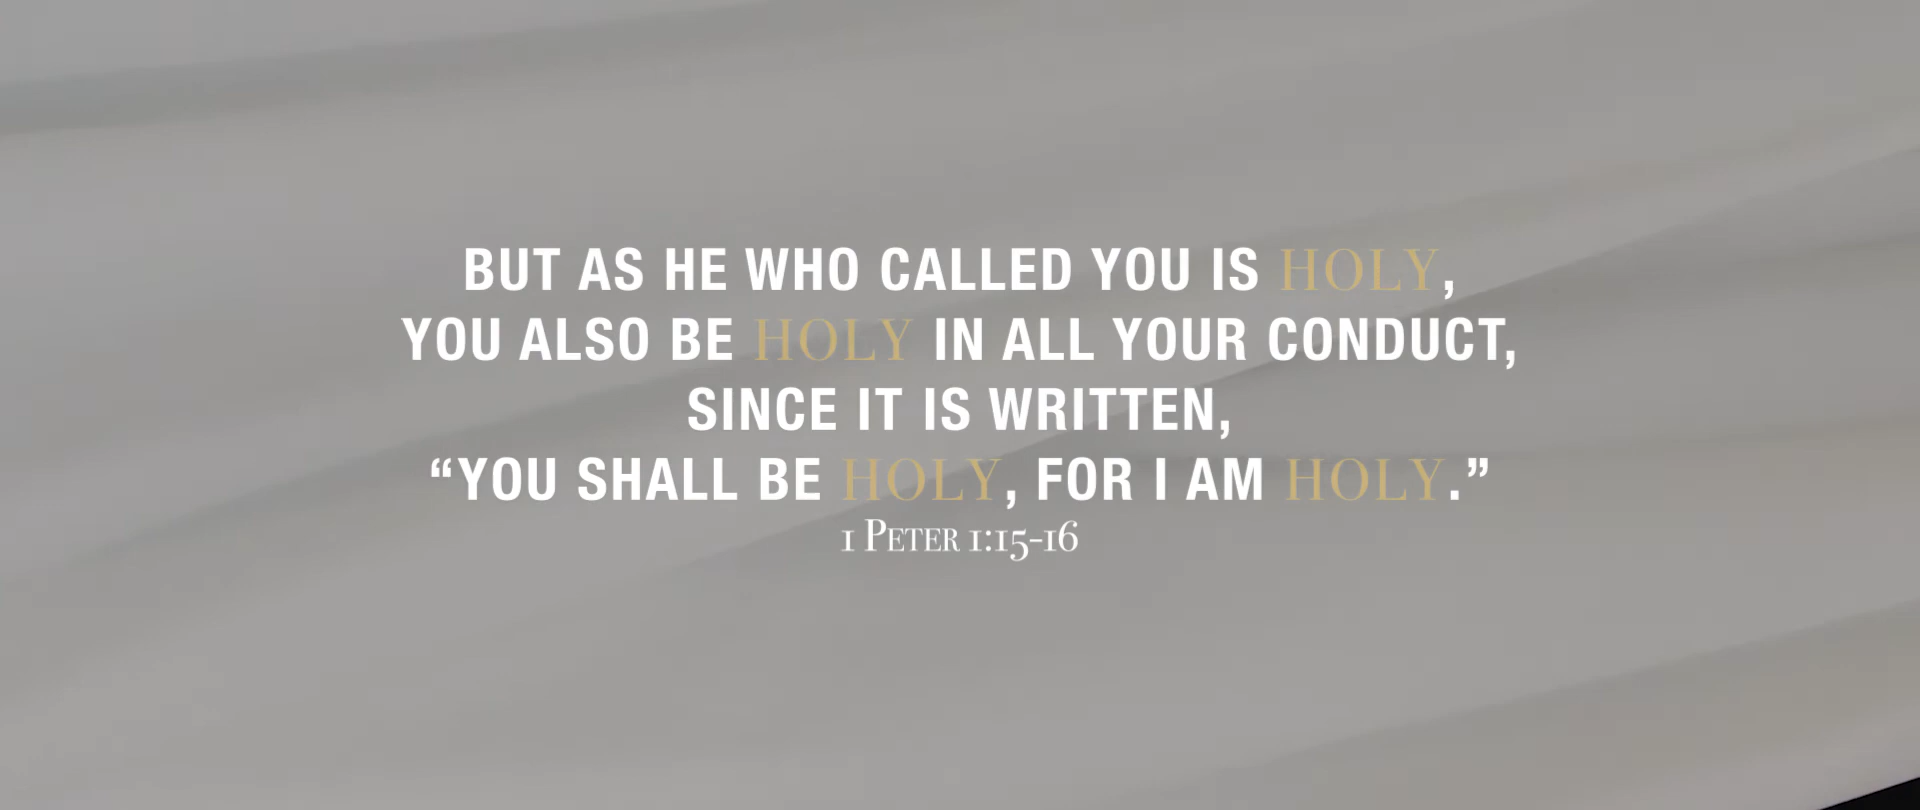 BUT AS HE WHO CALLED YOU IS HOLY,
YOU ALSO BE HOLY IN ALL YOUR CONDUCT,
SINCE IT IS WRITTEN,
“YOU SHALL BE HOLY, FOR I AM HOLY.”
1 PETER 1:15-16